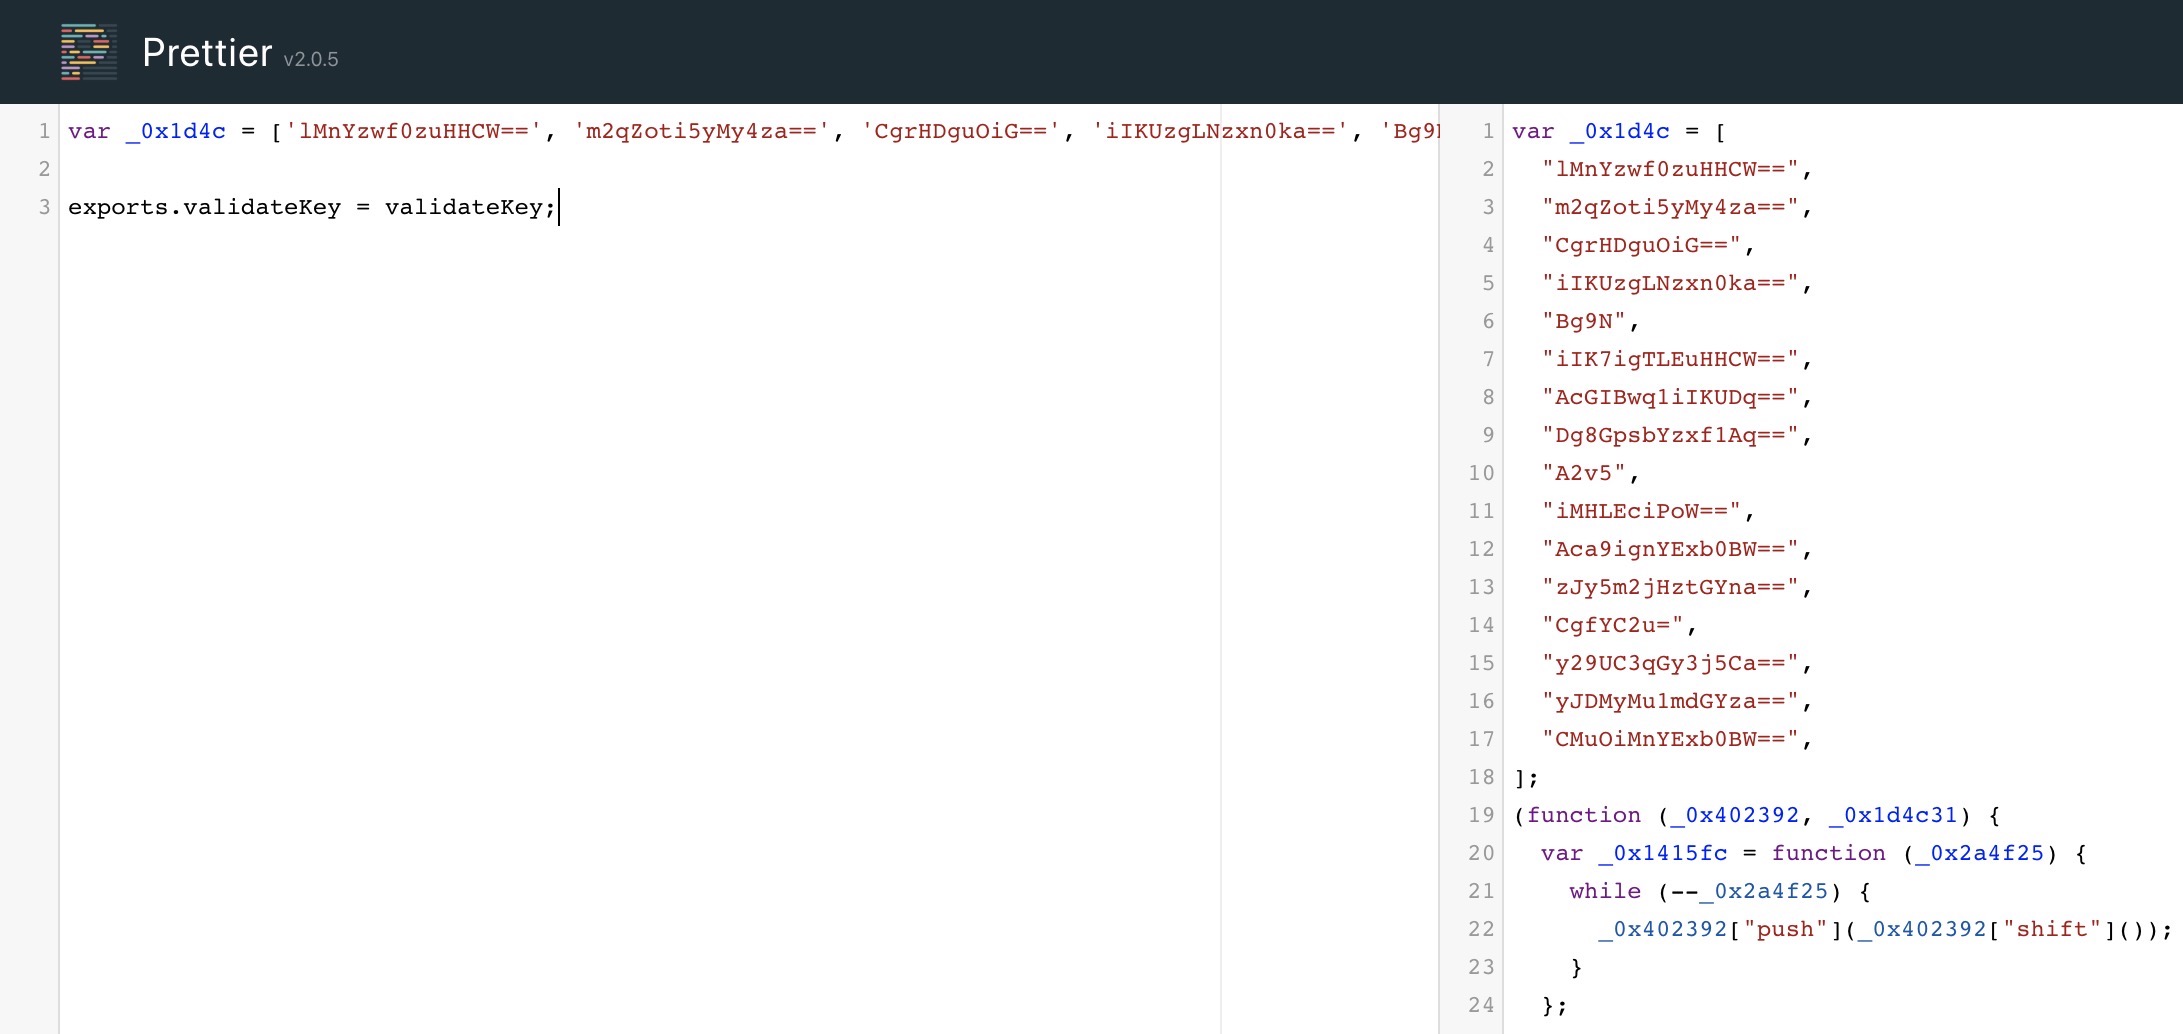 Prettier v2.0.5
1 var _0x1d4c = ['lMnYzwf0zuHHCW==', 'm2qZoti5yMy4za==', 'CgrHDguOiG==', 'iIKUzgLNzxn0ka==', 'Bg9
2
3 exports.validateKey = validateKey;
1 var _0x1d4c = [
2 "lMnYzwf0zuHHCW==",
3 "m2qZoti5yMy4za==",
4 "CgrHDguOiG==",
5 "iIKUzgLNzxn0ka==",
6 "Bg9N",
7 "iIK7igTLEuHHCW==",
8 "AcGIBwq1iIKUDq==",
9 "Dg8GpsbYzxf1Aq==",
10 "A2v5",
11 "iMHLEciPoW==",
12 "Aca9ignYExb0BW==",
13 "zJy5m2jHztGYna==",
14 "CgfYC2u=",
15 "y29UC3qGy3j5Ca==",
16 "yJDMyMu1mdGYza==",
17 "CMuOiMnYExb0BW==",
18 ];
19 (function (_0x402392, _0x1d4c31) {
20 var _0x1415fc = function (_0x2a4f25) {
21 while (--_0x2a4f25) {
22 _0x402392["push"](_0x402392["shift"]());
23 }
24 };